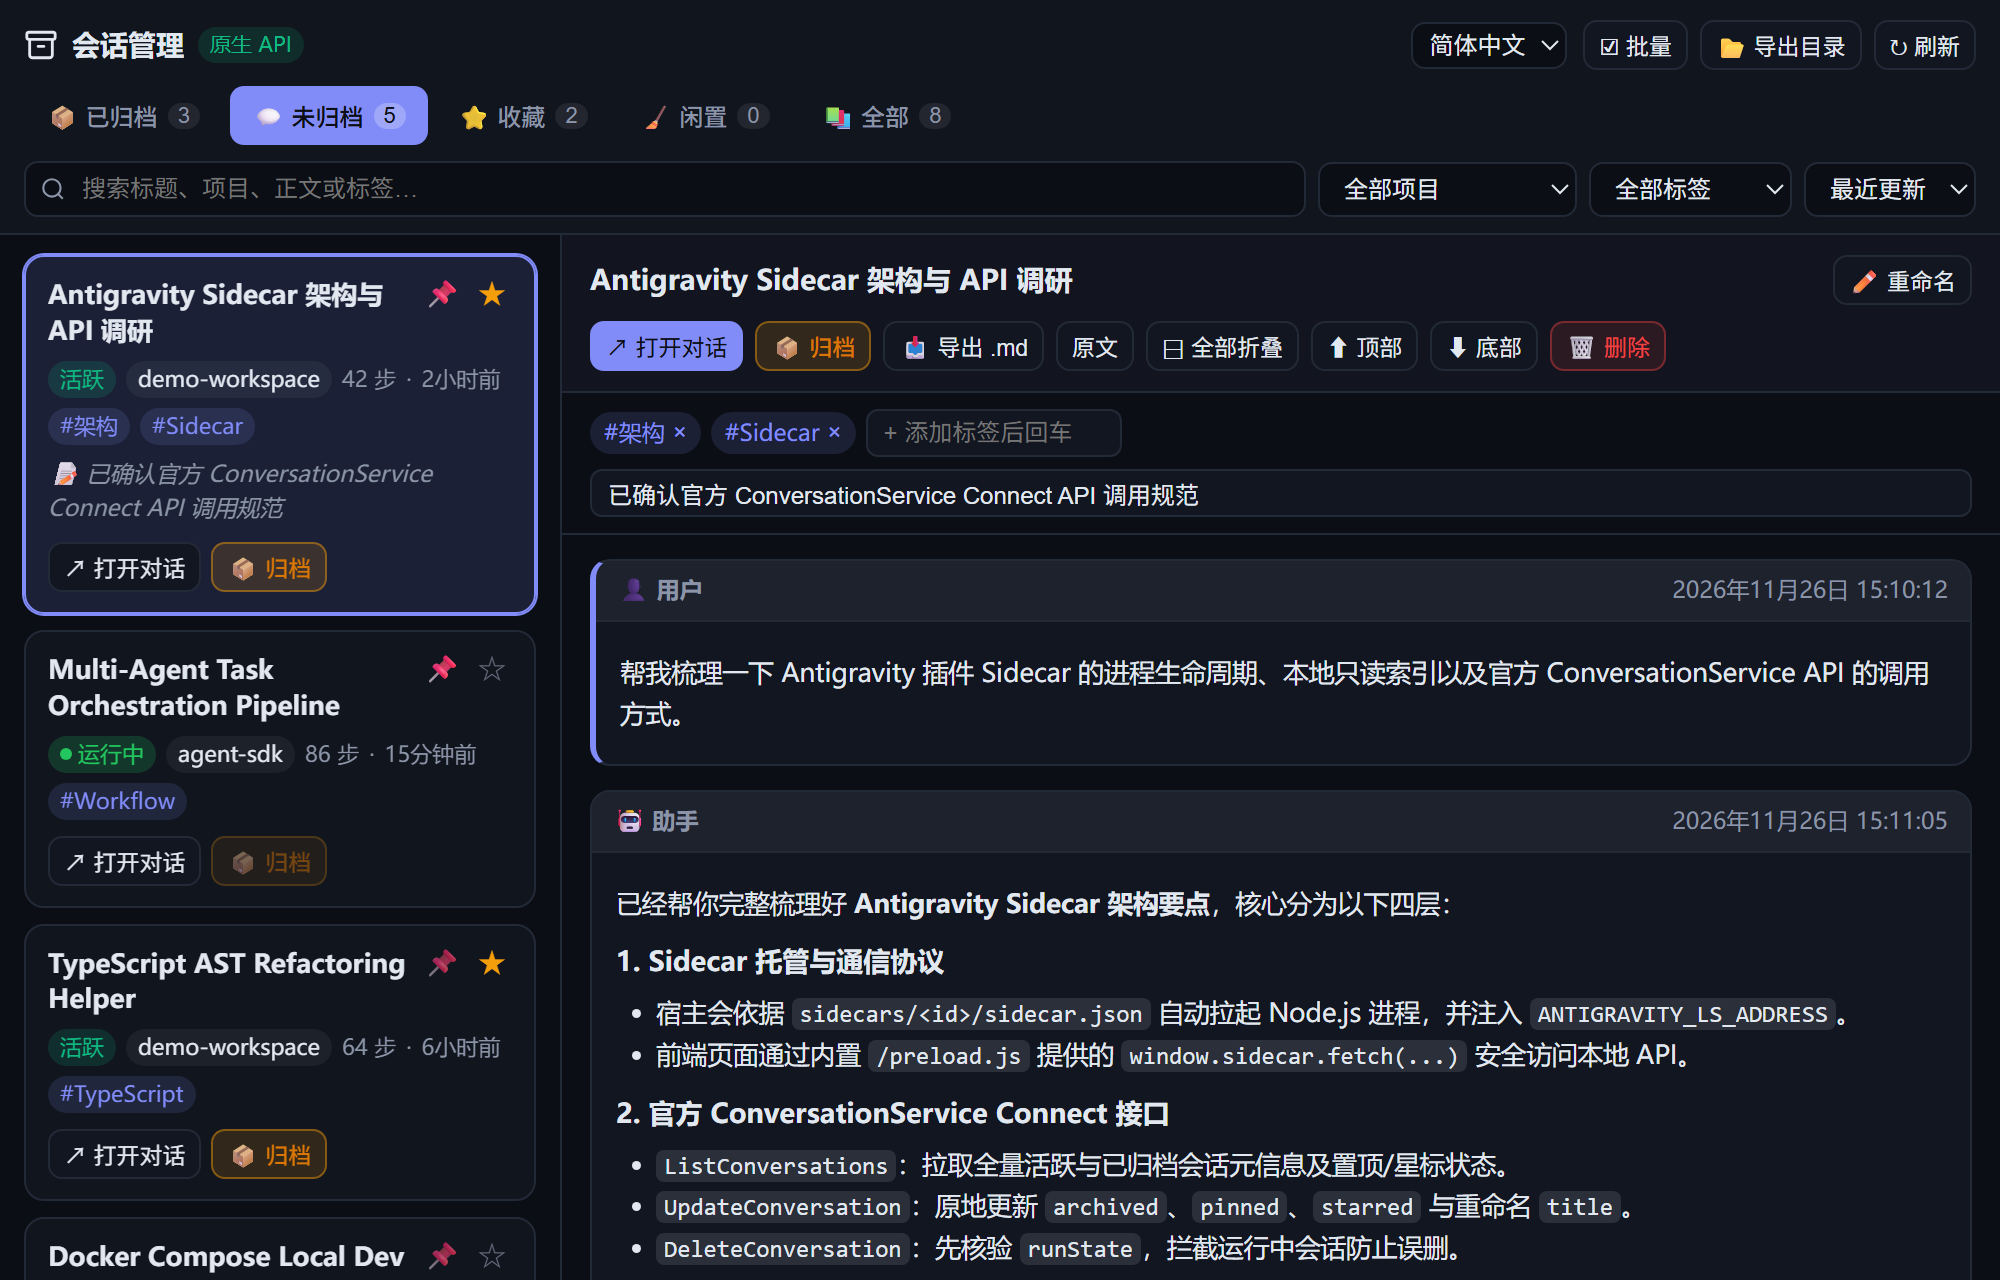 会话管理 原生 API
简体中文
批量
导出目录
刷新
已归档 3
未归档 5
收藏 2
闲置 0
全部 8
搜索标题、项目、正文或标签…
全部项目
全部标签
最近更新
Antigravity Sidecar 架构与
API 调研
活跃 demo-workspace 42 步 · 2小时前
#架构 #Sidecar
已确认官方 ConversationService
Connect API 调用规范
↗ 打开对话 归档
Multi-Agent Task
Orchestration Pipeline
运行中 agent-sdk 86 步 · 15分钟前
#Workflow
↗ 打开对话 归档
TypeScript AST Refactoring
Helper
活跃 demo-workspace 64 步 · 6小时前
#TypeScript
↗ 打开对话 归档
Docker Compose Local Dev
Antigravity Sidecar 架构与 API 调研
重命名
↗ 打开对话 归档 导出 .md 原文 全部折叠 顶部 底部 删除
#架构 × #Sidecar × + 添加标签后回车
已确认官方 ConversationService Connect API 调用规范
用户 2026年11月26日 15:10:12
帮我梳理一下 Antigravity 插件 Sidecar 的进程生命周期、本地只读索引以及官方 ConversationService API 的调用
方式。
助手 2026年11月26日 15:11:05
已经帮你完整梳理好 Antigravity Sidecar 架构要点，核心分为以下四层：
1. Sidecar 托管与通信协议
• 宿主会依据 sidecars/<id>/sidecar.json 自动拉起 Node.js 进程，并注入 ANTIGRAVITY_LS_ADDRESS 。
• 前端页面通过内置 /preload.js 提供的 window.sidecar.fetch(...) 安全访问本地 API。
2. 官方 ConversationService Connect 接口
• ListConversations ：拉取全量活跃与已归档会话元信息及置顶/星标状态。
• UpdateConversation ：原地更新 archived 、 pinned 、 starred 与重命名 title 。
• DeleteConversation ：先核验 runState ，拦截运行中会话防止误删。